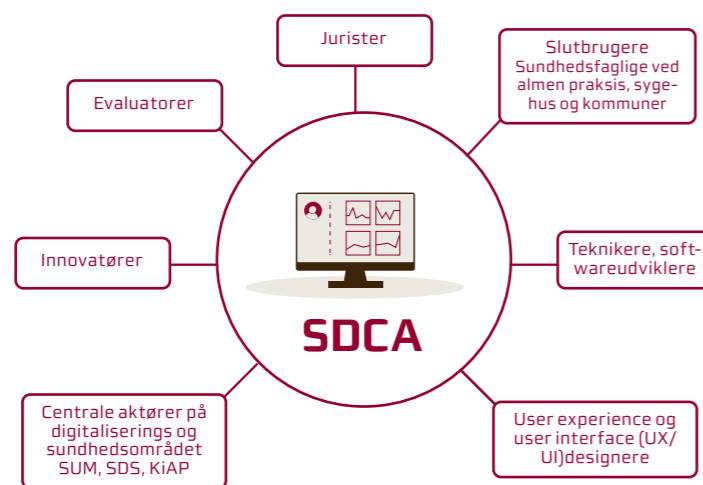 Jurister
Slutbrugere
Sundhedsfaglige ved
almen praksis, syge-
hus og kommuner
Evaluatorer
Innovatører
Teknikere, soft-
wareudviklere
SDCA
Centrale aktører på
digitaliserings og
sundhedsområdet
SUM, SDS, KiAP
User experience og
user interface (UX/
UI)designere